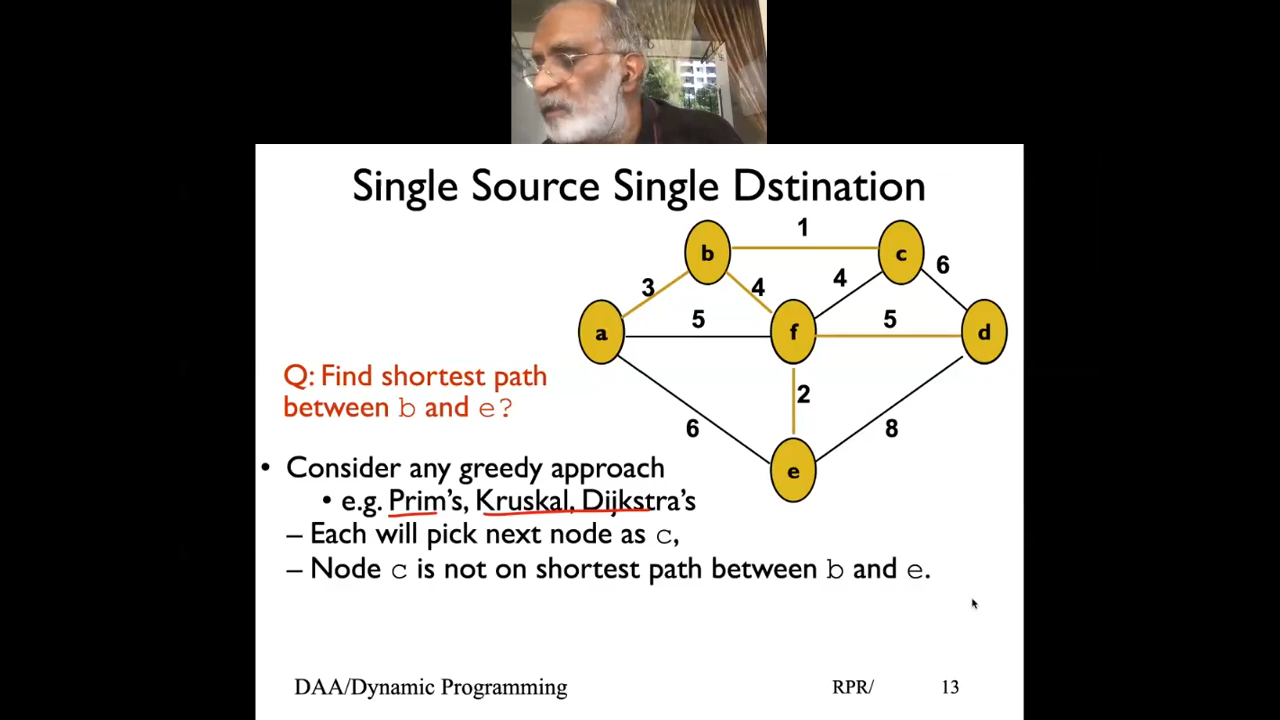 Single Source Single Dstination
1
b
c
6
3
4
4
a
5
f
5
d
Q: Find shortest path
between b and e?
2
6
8
e
• Consider any greedy approach
• e.g. Prim's, Kruskal, Dijkstra's
– Each will pick next node as c,
– Node c is not on shortest path between b and e.
DAA/Dynamic Programming
RPR/
13